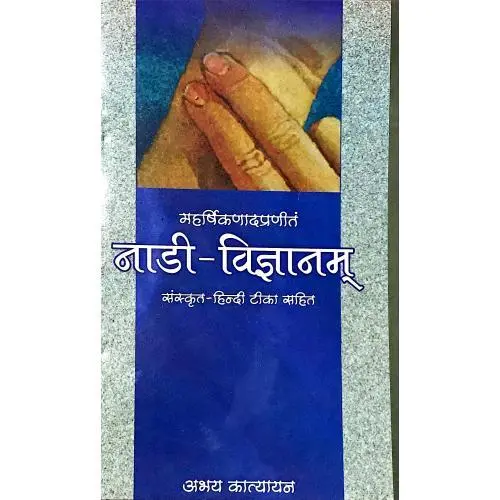 महर्षिकणादप्रणीतं
नाडी-विज्ञानम्
संस्कृत-हिन्दी टीका सहित
अभय कात्यायन